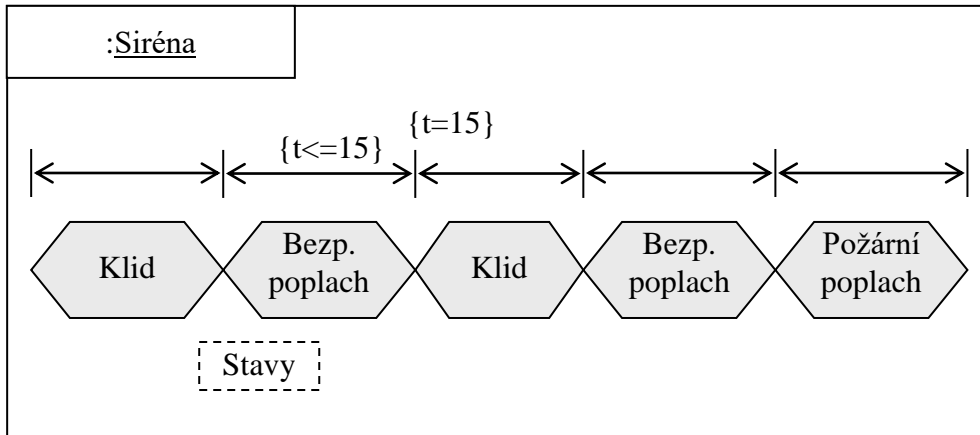 :Siréna
{t<=15}
{t=15}
Klid
Bezp.
poplach
Klid
Bezp.
poplach
Požární
poplach
Stavy